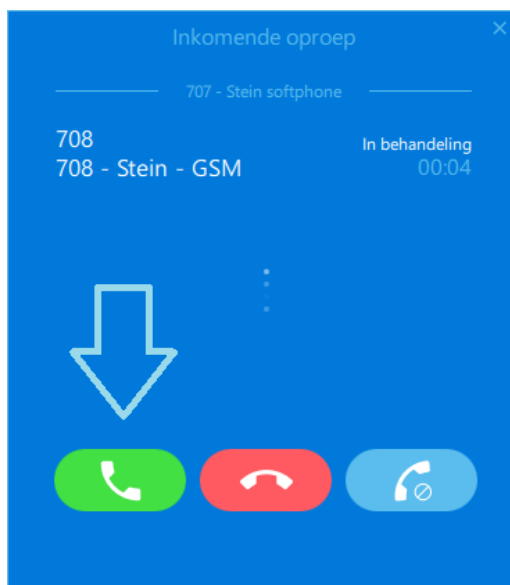 Inkomende oproep
707 - Stein softphone
708
In behandeling
708 - Stein - GSM
00:04